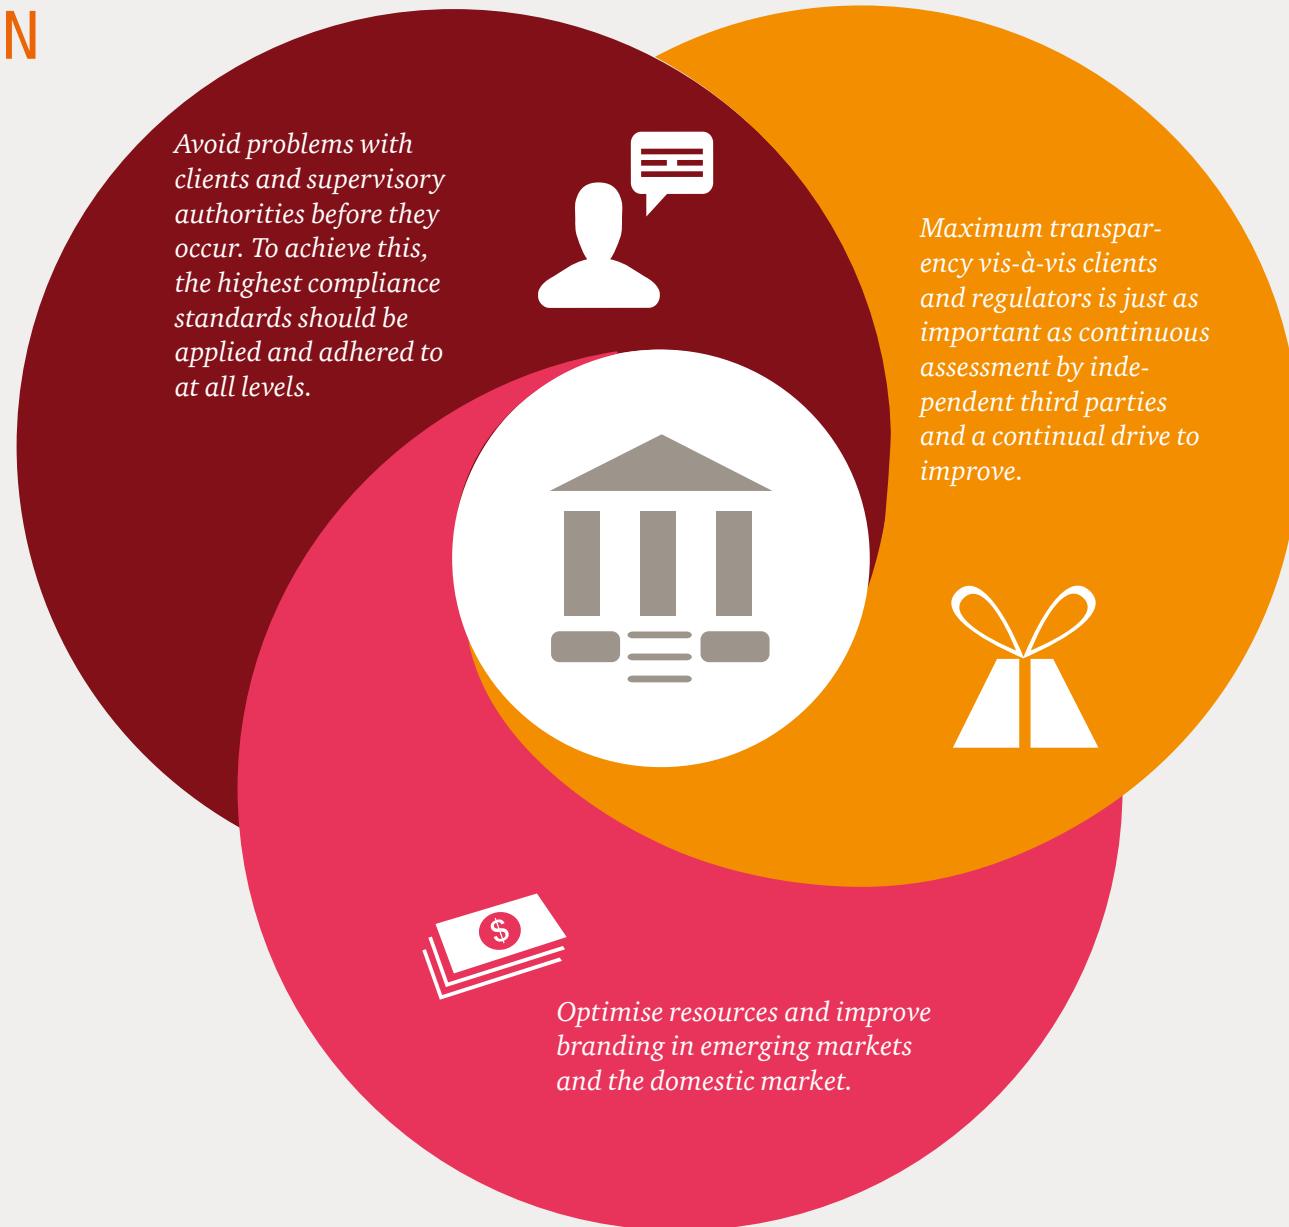 N
Avoid problems with
clients and supervisory
authorities before they
occur. To achieve this,
the highest compliance
standards should be
applied and adhered to
at all levels.
Maximum transpar-
ency vis-à-vis clients
and regulators is just as
important as continuous
assessment by inde-
pendent third parties
and a continual drive to
improve.
$
Optimise resources and improve
branding in emerging markets
and the domestic market.